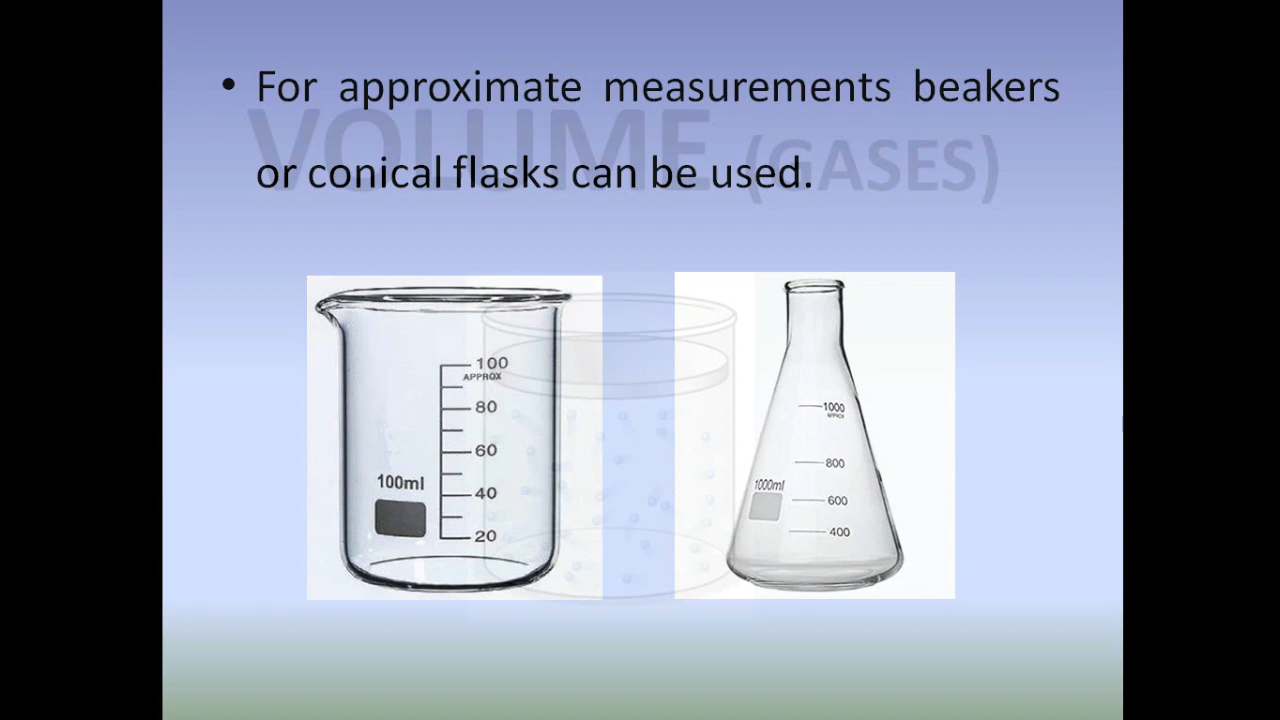 • For approximate measurements beakers
or conical flasks can be used.
VOLUME (GASES)
100
APPROX
80
60
100ml
40
20
1000
APPROX
800
1000ml
600
400